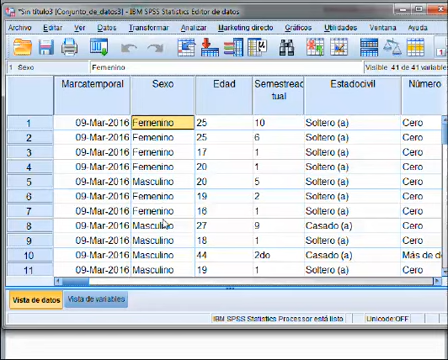 *Sin título3 [Conjunto_de_datos3] - IBM SPSS Statistics Editor de datos
Archivo Editar Ver Datos Transformar Analizar Marketing directo Gráficos Utilidades Ventana Ayuda
1 : Sexo Femenino Visible: 41 de 41 variables
Marcatemporal Sexo Edad Semestreac tual Estadocivil Número
1 09-Mar-2016 Femenino 25 10 Soltero (a) Cero
2 09-Mar-2016 Femenino 25 6 Soltero (a) Cero
3 09-Mar-2016 Femenino 17 1 Soltero (a) Cero
4 09-Mar-2016 Femenino 20 1 Soltero (a) Cero
5 09-Mar-2016 Masculino 20 5 Soltero (a) Cero
6 09-Mar-2016 Femenino 19 2 Soltero (a) Cero
7 09-Mar-2016 Femenino 16 1 Soltero (a) Cero
8 09-Mar-2016 Masculino 27 9 Casado (a) Cero
9 09-Mar-2016 Masculino 18 1 Soltero (a) Cero
10 09-Mar-2016 Masculino 44 2do Casado (a) Más de d
11 09-Mar-2016 Masculino 19 1 Soltero (a) Cero
Vista de datos Vista de variables
IBM SPSS Statistics Processor está listo Unicode:OFF